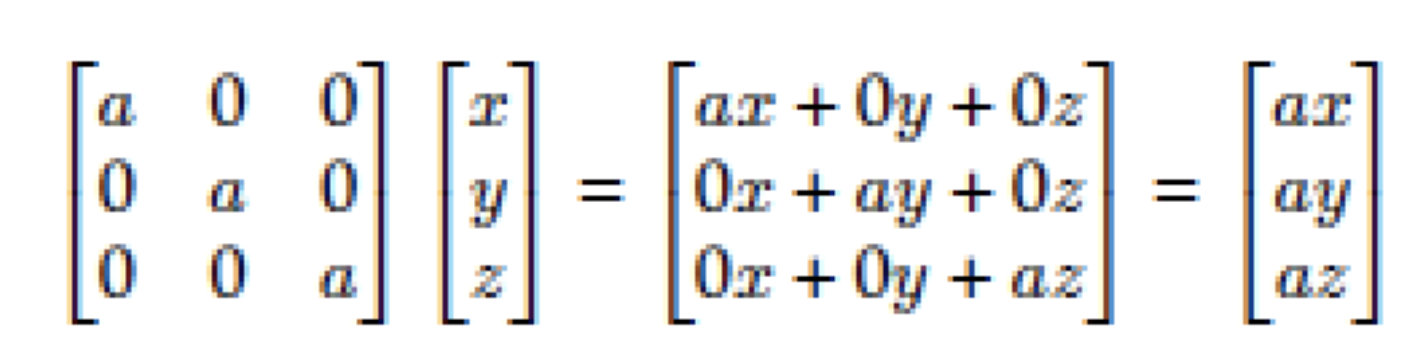 a 0 0 x ax + 0y + 0z ax
0 a 0 y = 0x + ay + 0z = ay
0 0 a z 0x + 0y + az az